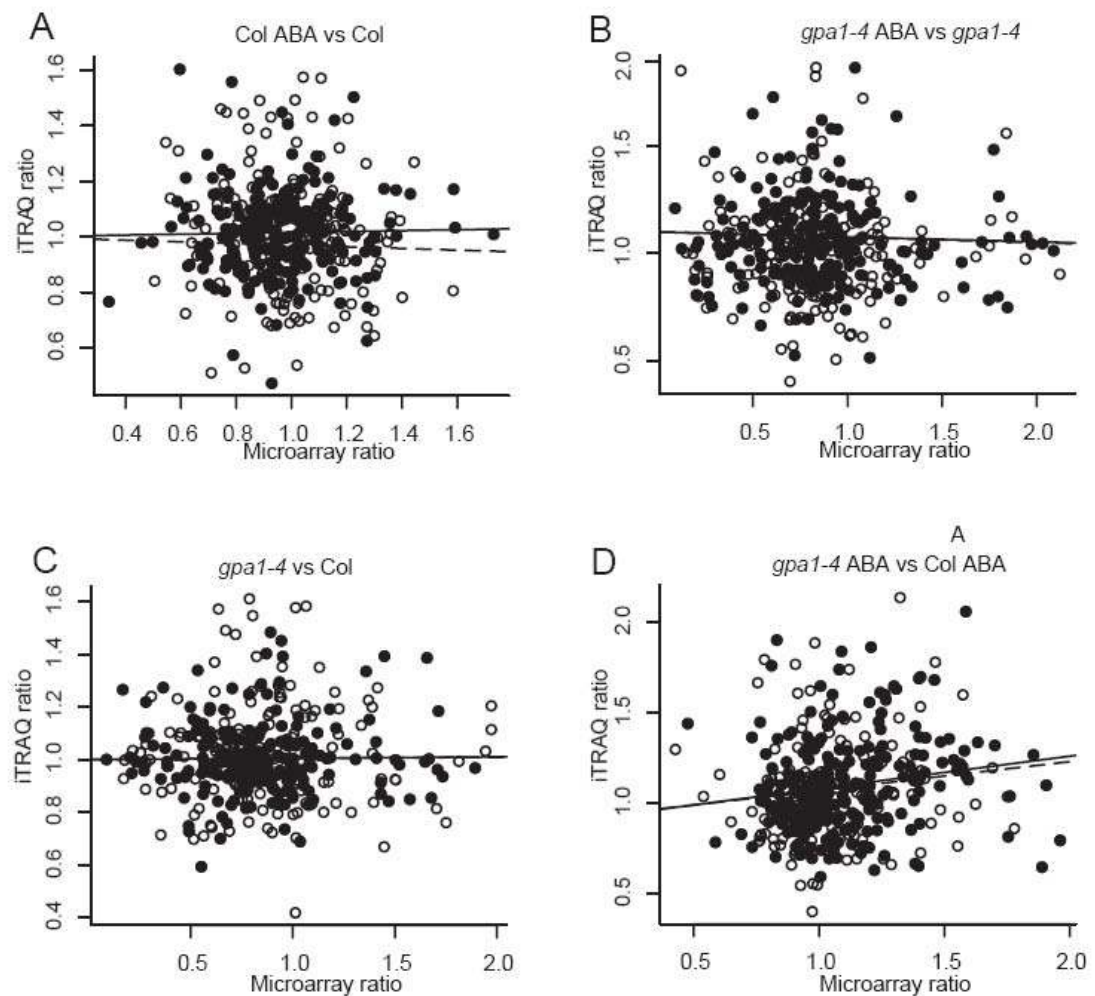 A
Col ABA vs Col
iTRAQ ratio
1.6
1.4
1.2
1.0
0.8
0.6
0.4 0.6 0.8 1.0 1.2 1.4 1.6
Microarray ratio
B
gpa1-4 ABA vs gpa1-4
iTRAQ ratio
2.0
1.5
1.0
0.5
0.5 1.0 1.5 2.0
Microarray ratio
C
gpa1-4 vs Col
iTRAQ ratio
1.6
1.4
1.2
1.0
0.8
0.6
0.4
0.5 1.0 1.5 2.0
Microarray ratio
A
D
gpa1-4 ABA vs Col ABA
iTRAQ ratio
2.0
1.5
1.0
0.5
0.5 1.0 1.5 2.0
Microarray ratio